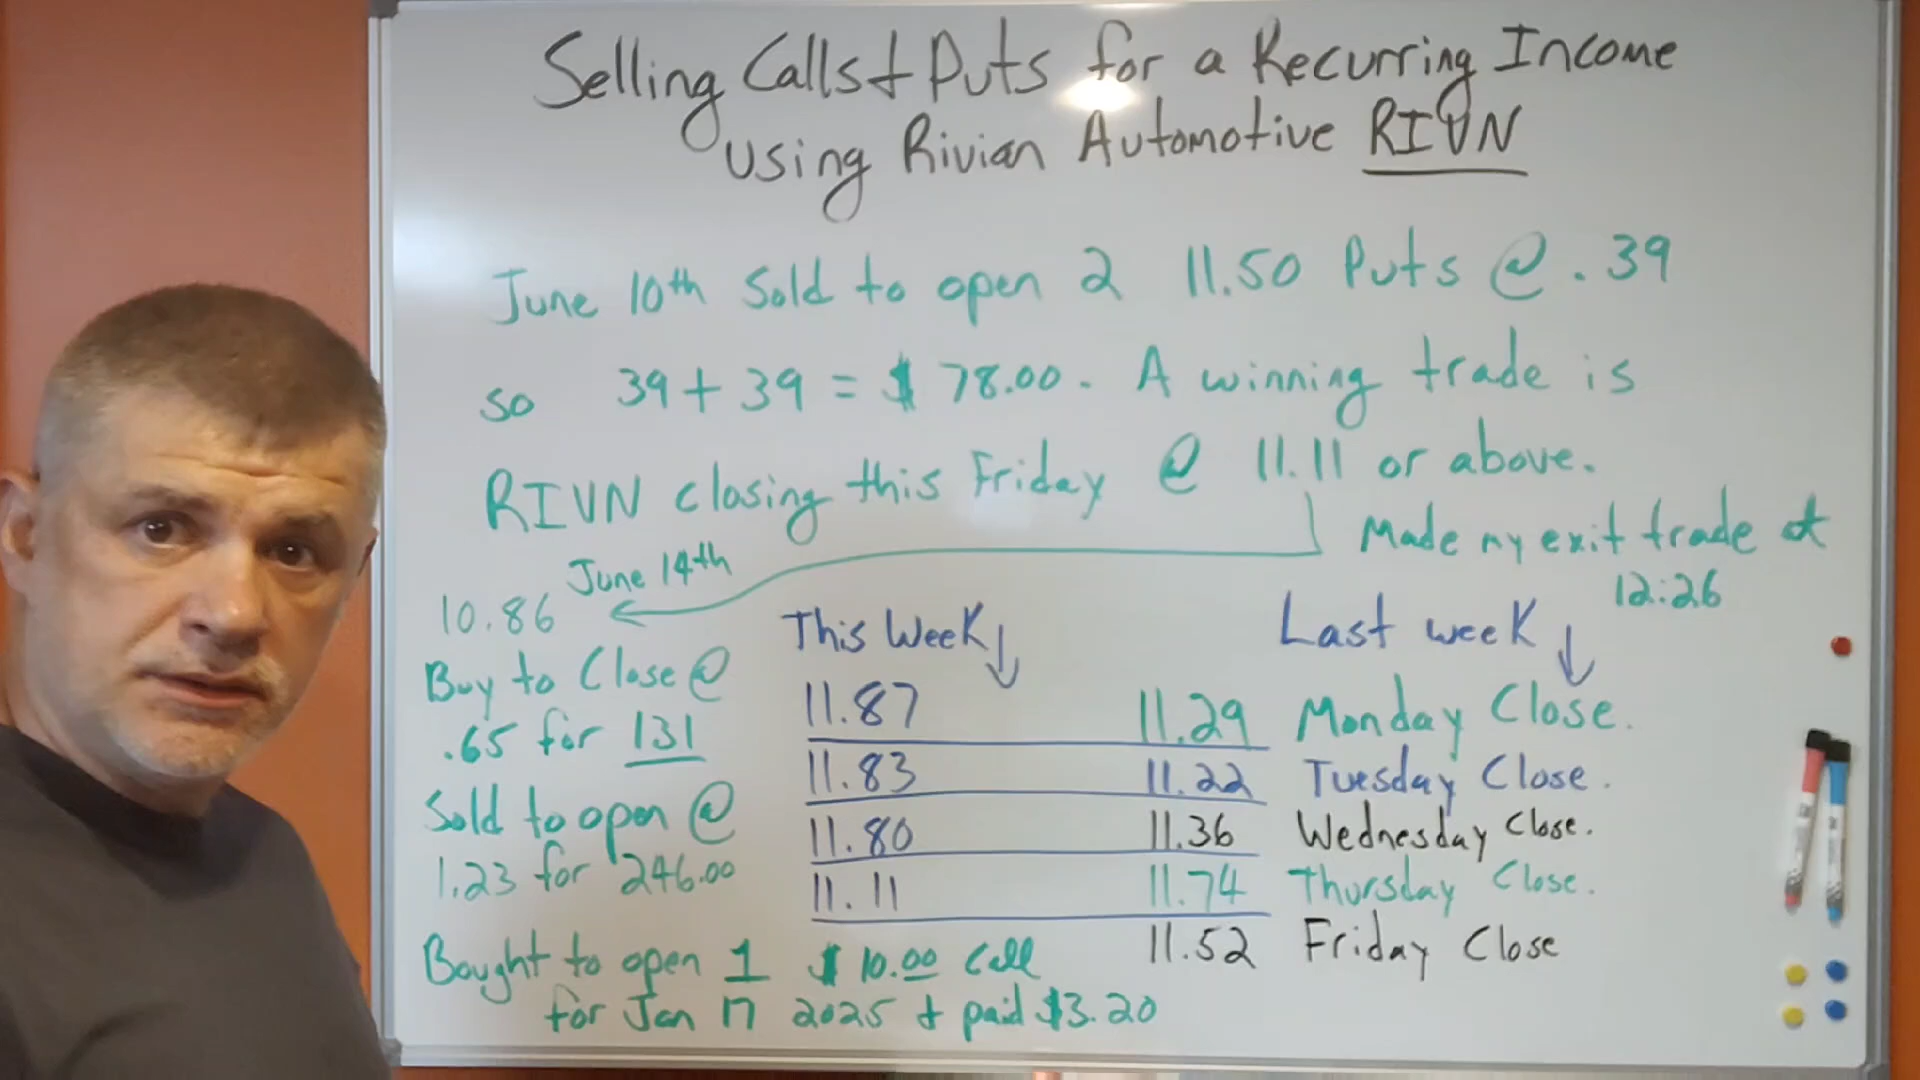 Selling Calls & Puts for a Recurring Income
using Rivian Automotive RIVN
June 10th Sold to open 2 11.50 Puts @ .39
so 39 + 39 = $ 78.00. A winning trade is
RIVN closing this Friday @ 11.11 or above.
June 14th
Made my exit trade at
12:26
10.86
Buy to Close @
.65 for 131
Sold to open @
1.23 for 246.00
This Week Last week
11.87 11.29 Monday Close.
11.83 11.22 Tuesday Close.
11.80 11.36 Wednesday Close.
11.11 11.74 Thursday Close.
11.52 Friday Close
Bought to open 1 $10.00 Call
for Jan 17 2025 & paid $3.20